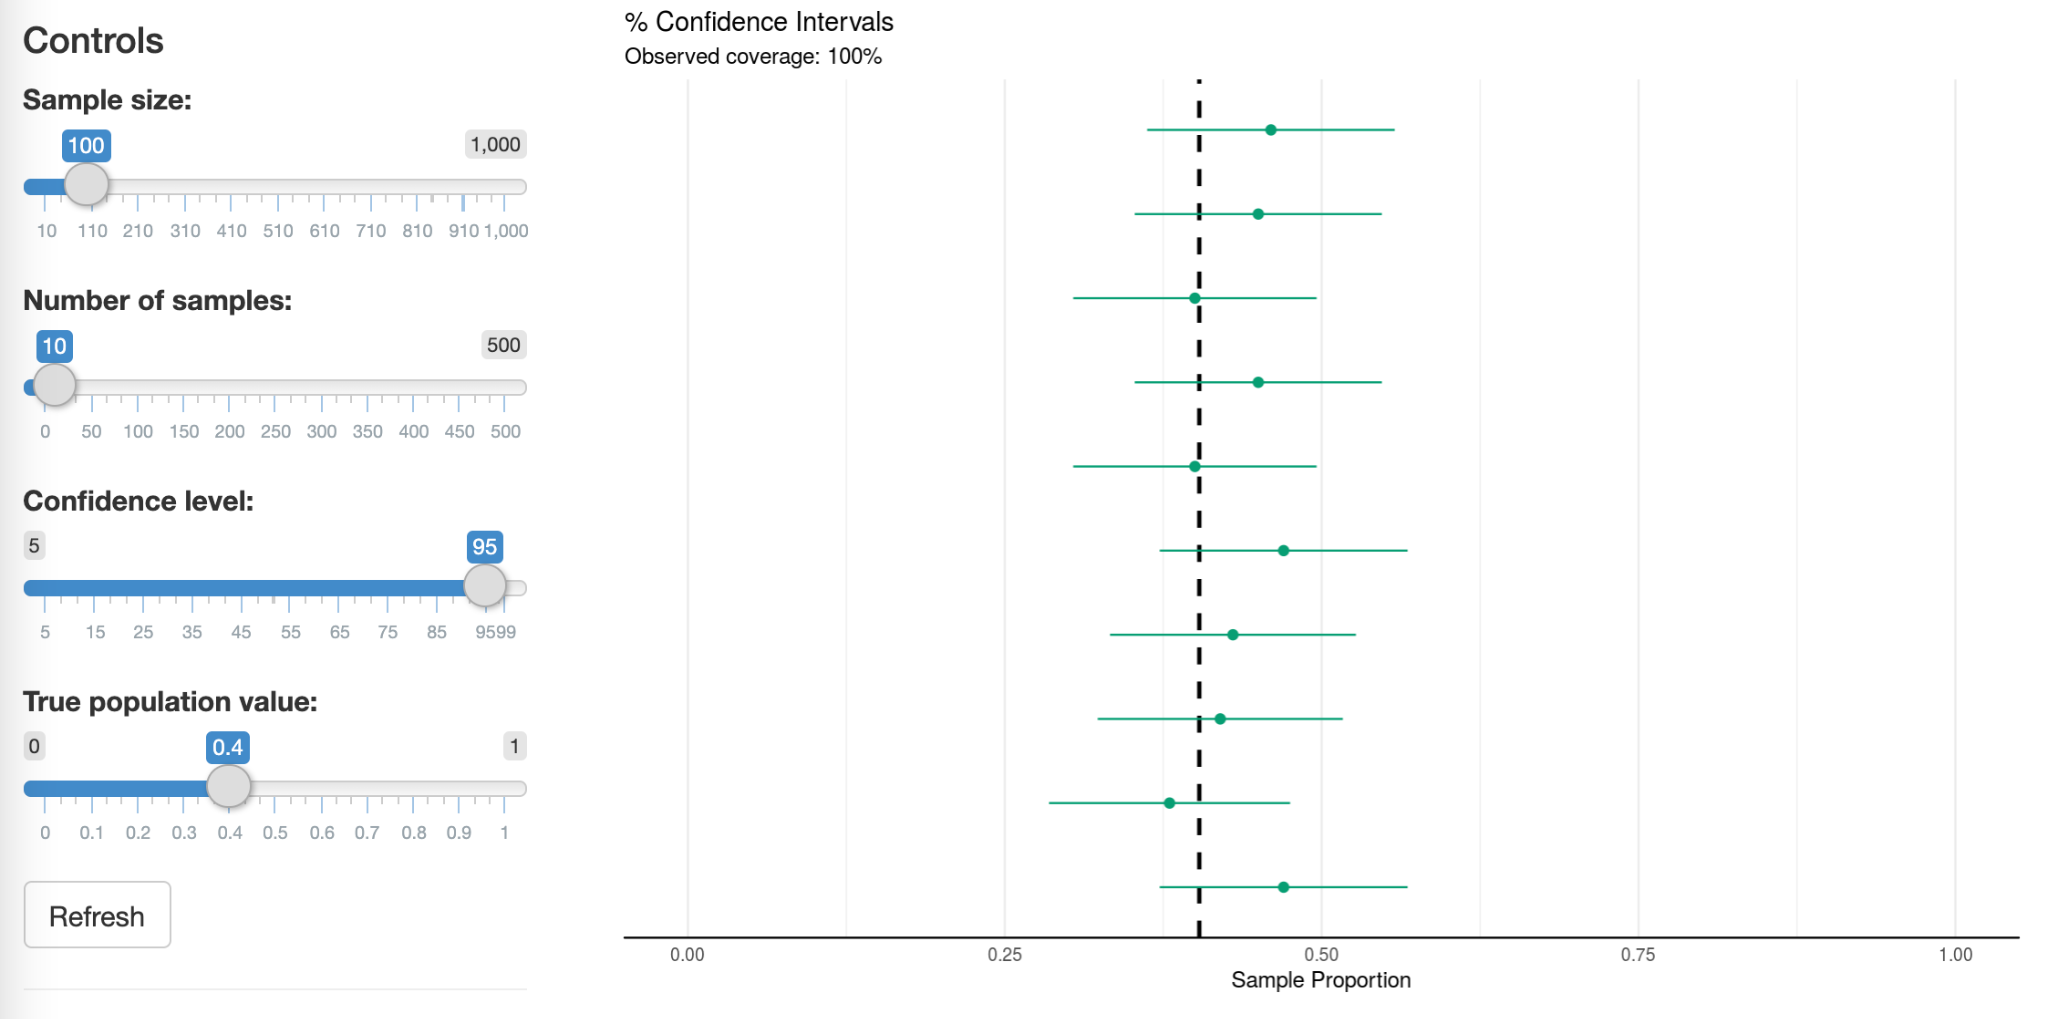 Controls
Sample size:
100
1,000
10 110 210 310 410 510 610 710 810 910 1,000
Number of samples:
10
500
0 50 100 150 200 250 300 350 400 450 500
Confidence level:
5
95
5 15 25 35 45 55 65 75 85 9599
True population value:
0
0.4
1
0 0.1 0.2 0.3 0.4 0.5 0.6 0.7 0.8 0.9 1
Refresh
% Confidence Intervals
Observed coverage: 100%
0.00 0.25 0.50 0.75 1.00
Sample Proportion